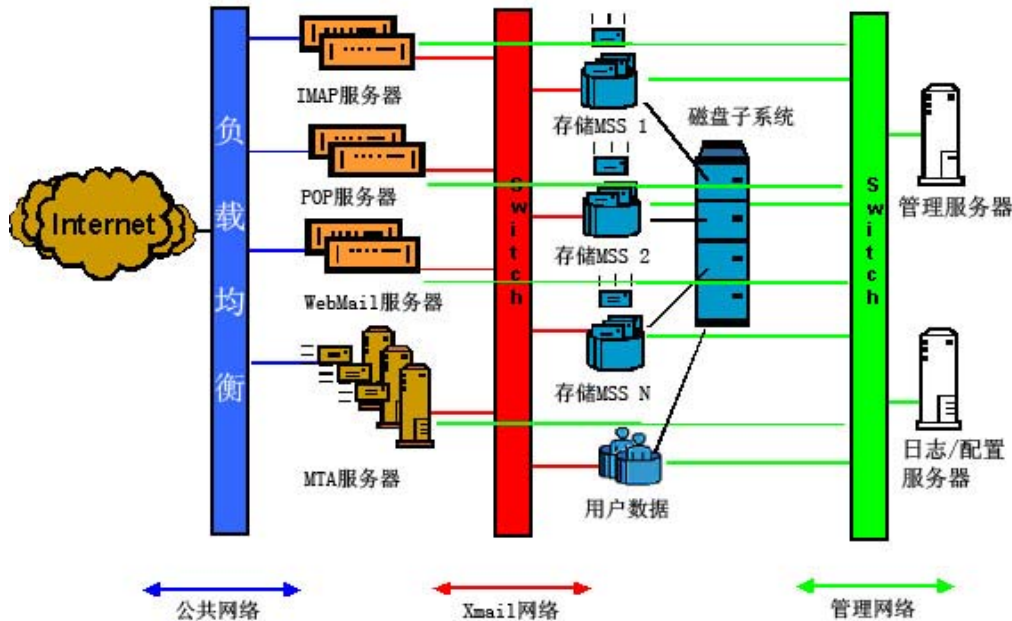 IMAP服务器
存储MSS 1
磁盘子系统
负载均衡
POP服务器
Switch
Switch
管理服务器
Internet
存储MSS 2
WebMail服务器
存储MSS N
MTA服务器
用户数据
日志/配置
服务器
公共网络
Xmail网络
管理网络